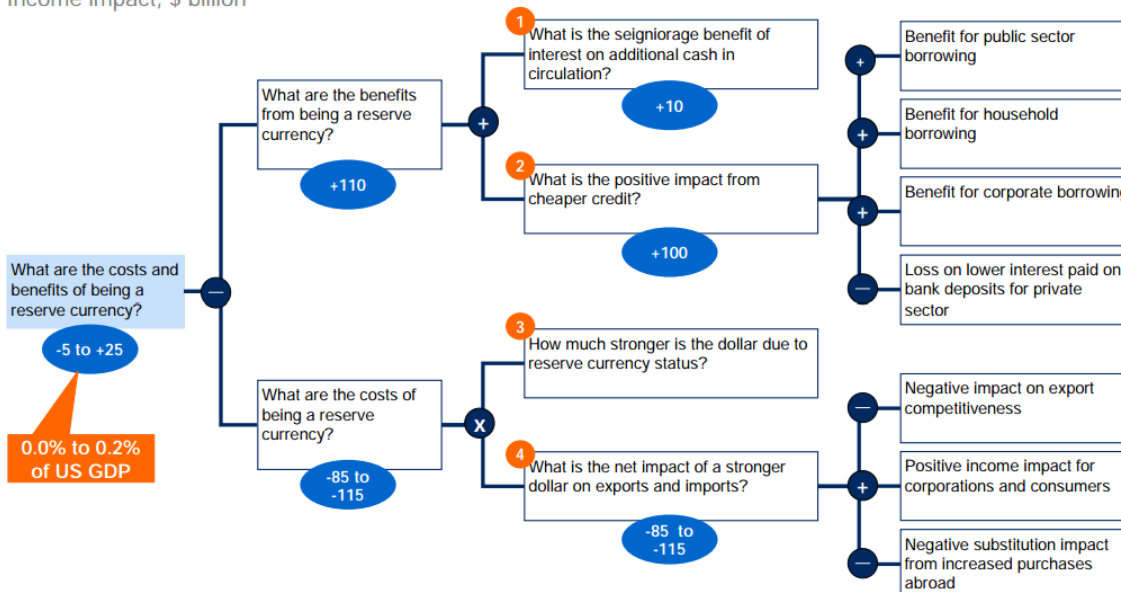 Income impact, $ billion
1
What is the seigniorage benefit of
interest on additional cash in
circulation?
+10
Benefit for public sector
borrowing
+
What are the benefits
from being a reserve
currency?
+110
+
Benefit for household
borrowing
+
2
What is the positive impact from
cheaper credit?
+100
Benefit for corporate borrowing
+
What are the costs and
benefits of being a
reserve currency?
-5 to +25
—
Loss on lower interest paid on
bank deposits for private
sector
—
0.0% to 0.2%
of US GDP
3
How much stronger is the dollar due to
reserve currency status?
What are the costs of
being a reserve
currency?
-85 to
-115
X
Negative impact on export
competitiveness
—
4
What is the net impact of a stronger
dollar on exports and imports?
-85 to
-115
Positive income impact for
corporations and consumers
+
Negative substitution impact
from increased purchases
abroad
—